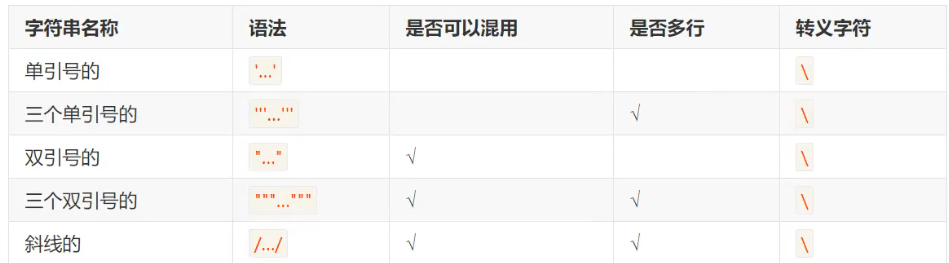 字符串名称 语法 是否可以混用 是否多行 转义字符
单引号的 '...' \
三个单引号的 '''...''' √ \
双引号的 "..." √ \
三个双引号的 """...""" √ √ \
斜线的 /.../ √ √ \